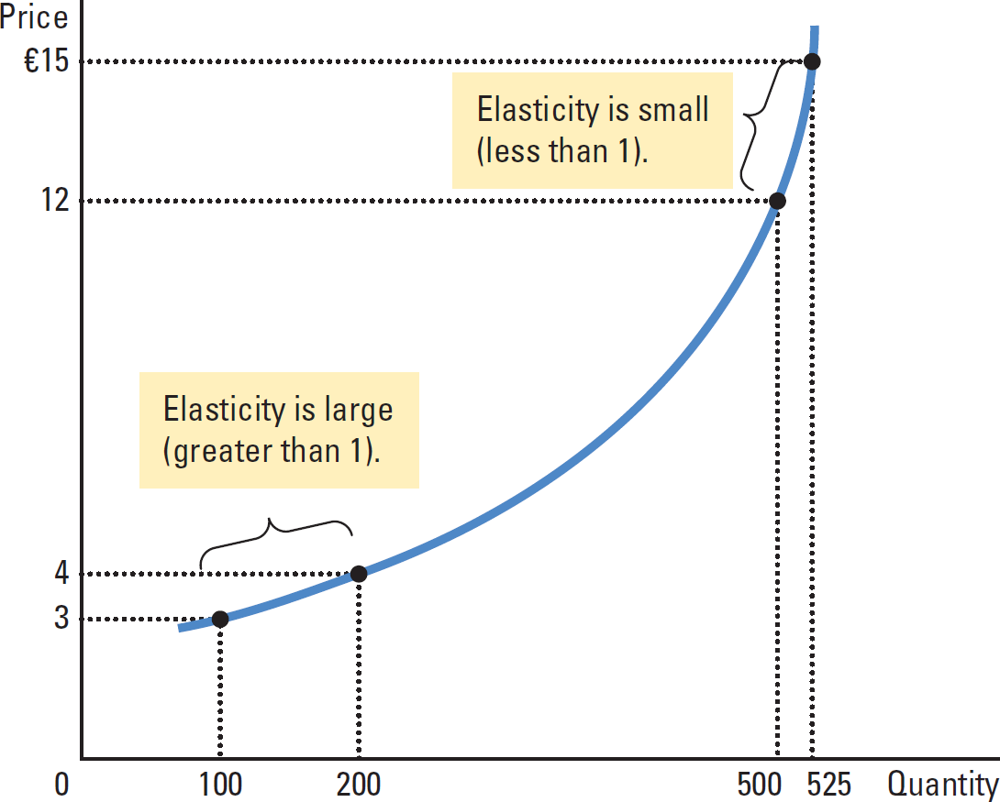 Price
€15
Elasticity is small
(less than 1).
12
Elasticity is large
(greater than 1).
4
3
0 100 200 500 525 Quantity